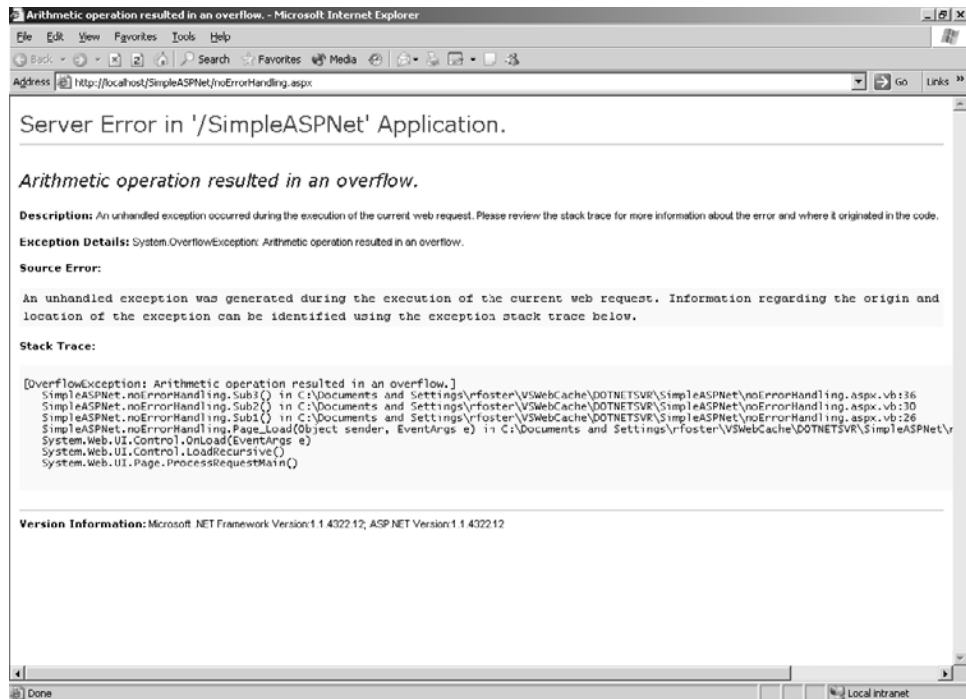 Arithmetic operation resulted in an overflow. - Microsoft Internet Explorer
File Edit View Favorites Tools Help
Back Search Favorites Media
Address http://localhost/SimpleASPNet/noErrorHandling.aspx Go Links »
Server Error in '/SimpleASPNet' Application.
Arithmetic operation resulted in an overflow.
Description: An unhandled exception occurred during the execution of the current web request. Please review the stack trace for more information about the error and where it originated in the code.
Exception Details: System.OverflowException: Arithmetic operation resulted in an overflow.
Source Error:
An unhandled exception was generated during the execution of the current web request. Information regarding the origin and
location of the exception can be identified using the exception stack trace below.
Stack Trace:
[OverflowException: Arithmetic operation resulted in an overflow.]
SimpleASPNet.noErrorHandling.Sub3() in C:\Documents and Settings\rfoster\VSWebCache\DOTNETSVR\SimpleASPNet\noErrorHandling.aspx.vb:36
SimpleASPNet.noErrorHandling.Sub2() in C:\Documents and Settings\rfoster\VSWebCache\DOTNETSVR\SimpleASPNet\noErrorHandling.aspx.vb:30
SimpleASPNet.noErrorHandling.Sub1() in C:\Documents and Settings\rfoster\VSWebCache\DOTNETSVR\SimpleASPNet\noErrorHandling.aspx.vb:26
SimpleASPNet.noErrorHandling.Page_Load(Object sender, EventArgs e) in C:\Documents and Settings\rfoster\VSWebCache\DOTNETSVR\SimpleASPNet\
System.Web.UI.Control.OnLoad(EventArgs e)
System.Web.UI.Control.LoadRecursive()
System.Web.UI.Page.ProcessRequestMain()
Version Information: Microsoft .NET Framework Version:1.1.4322.12; ASP.NET Version:1.1.4322.12
Done Local intranet